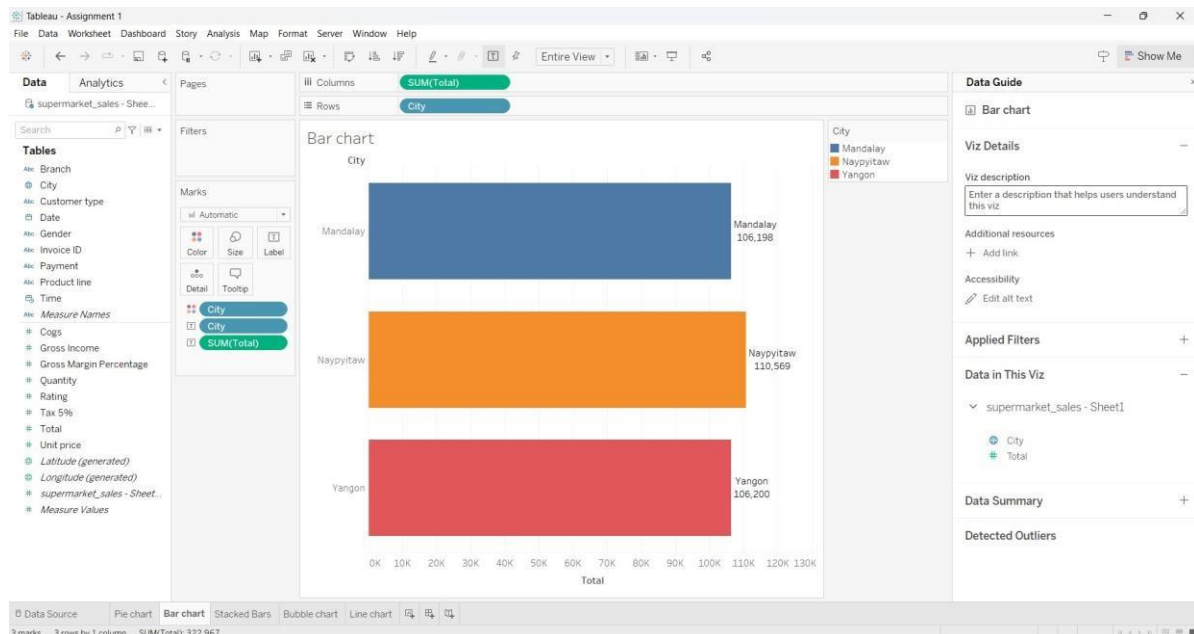 Tableau - Assignment 1
File Data Worksheet Dashboard Story Analysis Map Format Server Window Help
Entire View
Show Me
Data Analytics
supermarket_sales - Shee...
Search
Tables
Abc Branch
City
Abc Customer type
Date
Abc Gender
Abc Invoice ID
Abc Payment
Abc Product line
Time
Abc Measure Names
# Cogs
# Gross Income
# Gross Margin Percentage
# Quantity
# Rating
# Tax 5%
# Total
# Unit price
Latitude (generated)
Longitude (generated)
# supermarket_sales - Sheet...
# Measure Values
Pages
Filters
Marks
Automatic
Color Size Label
Detail Tooltip
City
City
SUM(Total)
Columns SUM(Total)
Rows City
Bar chart
City
Mandalay
Mandalay
106,198
Naypyitaw
Naypyitaw
110,569
Yangon
Yangon
106,200
0K 10K 20K 30K 40K 50K 60K 70K 80K 90K 100K 110K 120K 130K
Total
City
Mandalay
Naypyitaw
Yangon
Data Guide
Bar chart
Viz Details
Viz description
Enter a description that helps users understand
this viz
Additional resources
+ Add link
Accessibility
Edit alt text
Applied Filters +
Data in This Viz −
supermarket_sales - Sheet1
City
# Total
Data Summary +
Detected Outliers
Data Source Pie chart Bar chart Stacked Bars Bubble chart Line chart
3 marks 3 rows by 1 column SUM(Total): 322,967